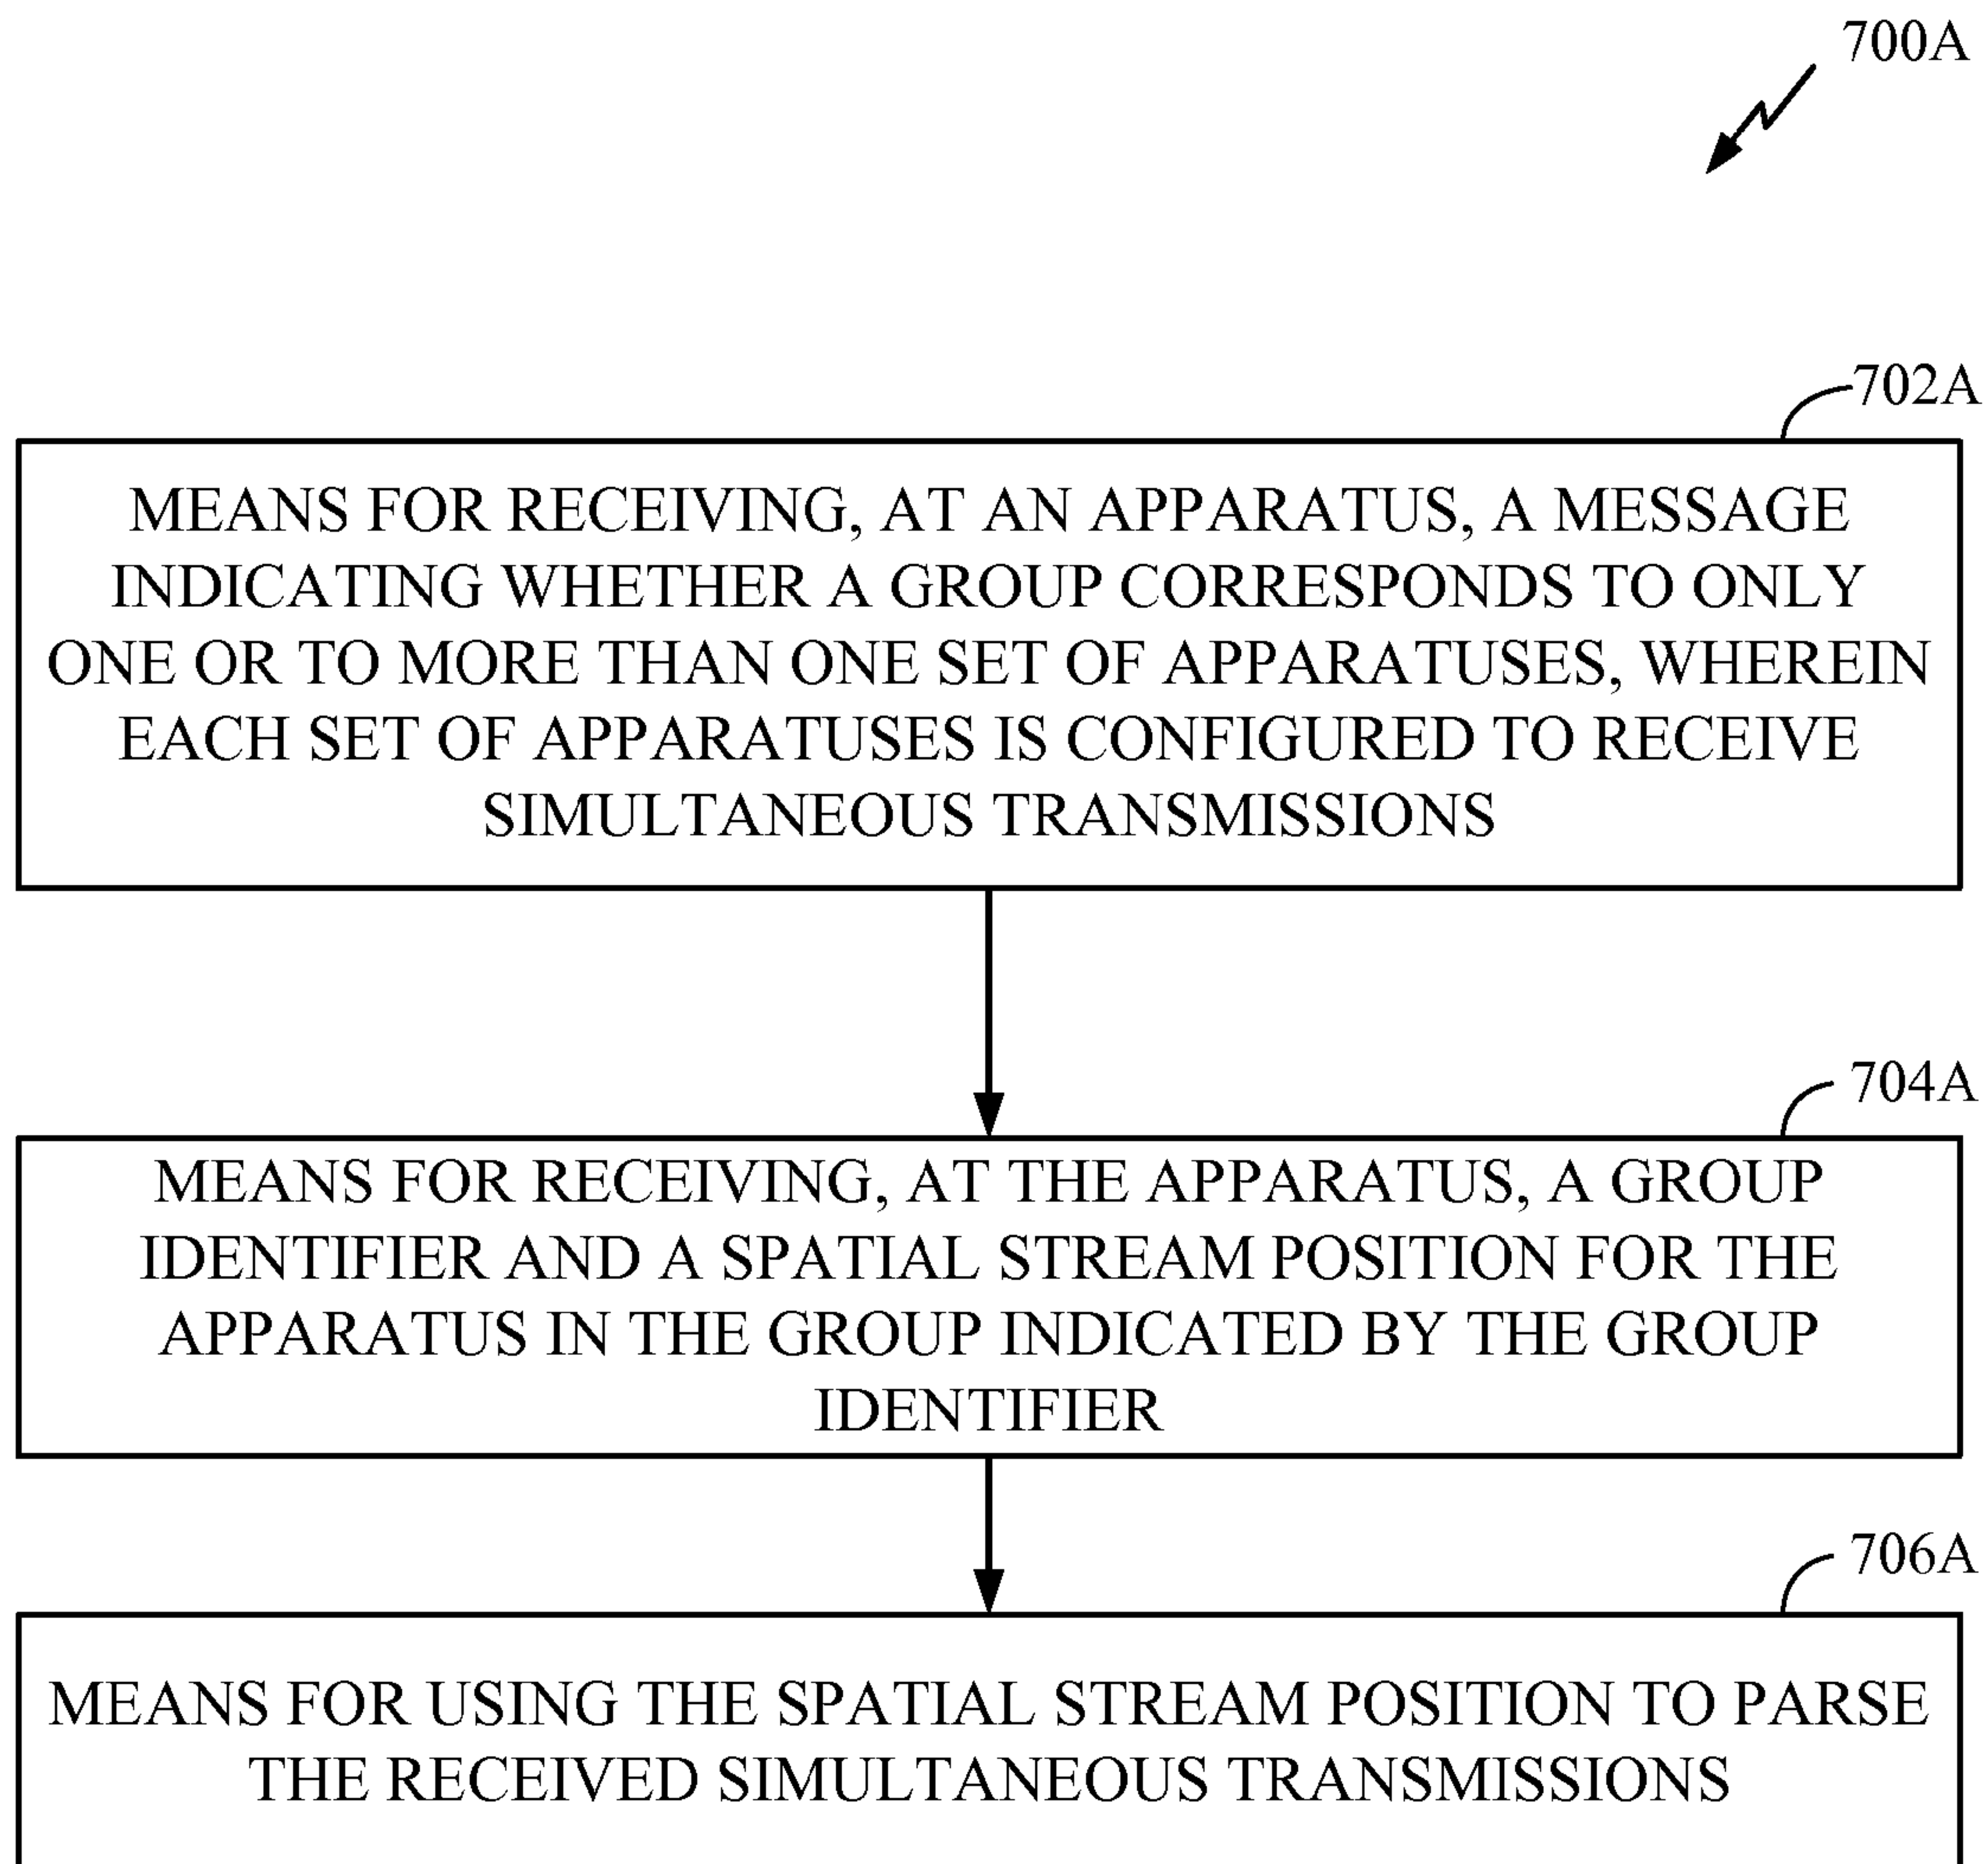 700A
702A
MEANS FOR RECEIVING, AT AN APPARATUS, A MESSAGE
INDICATING WHETHER A GROUP CORRESPONDS TO ONLY
ONE OR TO MORE THAN ONE SET OF APPARATUSES, WHEREIN
EACH SET OF APPARATUSES IS CONFIGURED TO RECEIVE
SIMULTANEOUS TRANSMISSIONS
704A
MEANS FOR RECEIVING, AT THE APPARATUS, A GROUP
IDENTIFIER AND A SPATIAL STREAM POSITION FOR THE
APPARATUS IN THE GROUP INDICATED BY THE GROUP
IDENTIFIER
706A
MEANS FOR USING THE SPATIAL STREAM POSITION TO PARSE
THE RECEIVED SIMULTANEOUS TRANSMISSIONS